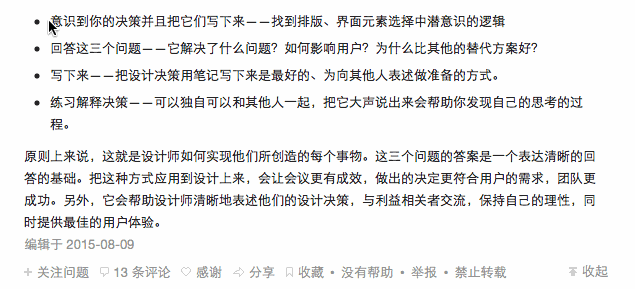 • 意识到你的决策并且把它们写下来——找到排版、界面元素选择中潜意识的逻辑
• 回答这三个问题——它解决了什么问题？如何影响用户？为什么比其他的替代方案好？
• 写下来——把设计决策用笔记写下来是最好的、为向其他人表述做准备的方式。
• 练习解释决策——可以独自可以和其他人一起，把它大声说出来会帮助你发现自己的思考的过
程。
原则上来说，这就是设计师如何实现他们所创造的每个事物。这三个问题的答案是一个表达清晰的回
答的基础。把这种方式应用到设计上来，会让会议更有成效，做出的决定更符合用户的需求，团队更
成功。另外，它会帮助设计师清晰地表述他们的设计决策，与利益相关者交流，保持自己的理性，同
时提供最佳的用户体验。
编辑于 2015-08-09
关注问题 13 条评论 感谢 分享 收藏 • 没有帮助 • 举报 • 禁止转载 收起